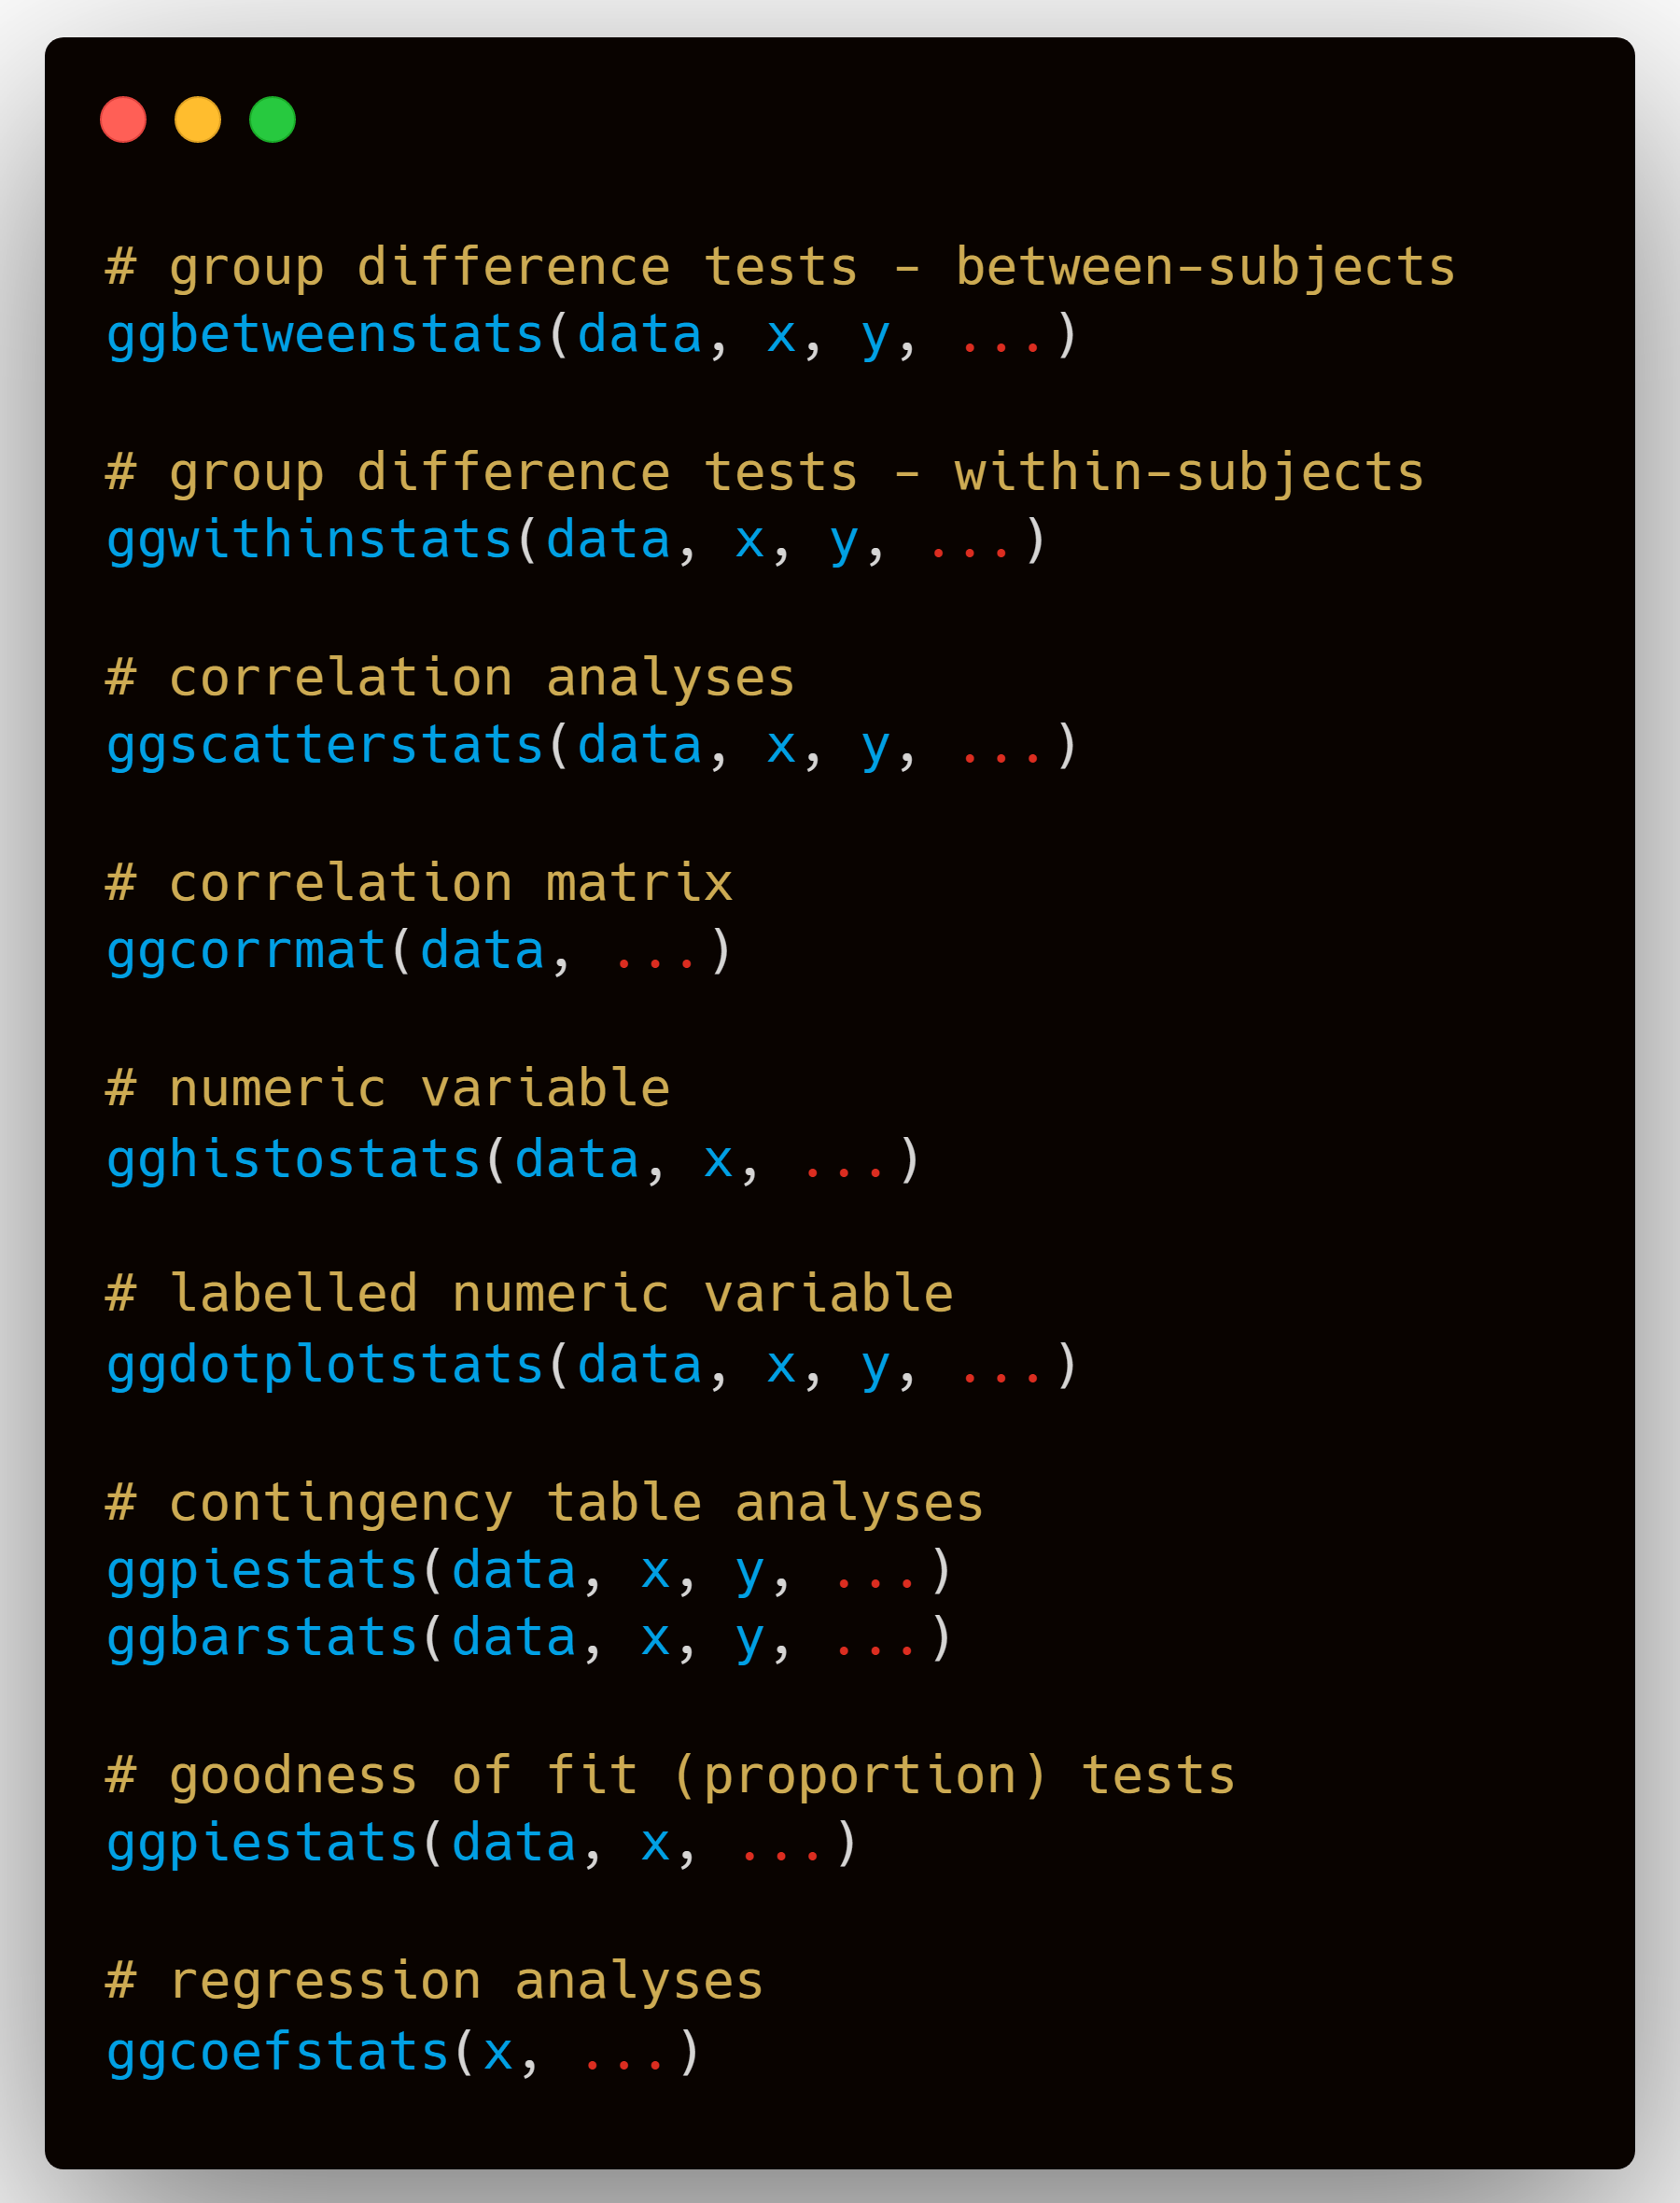 # group difference tests - between-subjects
ggbetweenstats(data, x, y, ...)
# group difference tests - within-subjects
ggwithinstats(data, x, y, ...)
# correlation analyses
ggscatterstats(data, x, y, ...)
# correlation matrix
ggcorrmat(data, ...)
# numeric variable
gghistostats(data, x, ...)
# labelled numeric variable
ggdotplotstats(data, x, y, ...)
# contingency table analyses
ggpiestats(data, x, y, ...)
ggbarstats(data, x, y, ...)
# goodness of fit (proportion) tests
ggpiestats(data, x, ...)
# regression analyses
ggcoefstats(x, ...)